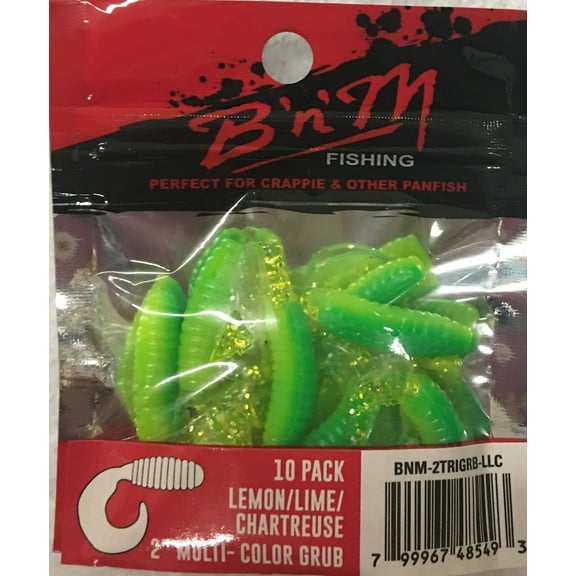 B'n'M
FISHING
PERFECT FOR CRAPPIE & OTHER PANFISH
10 PACK
LEMON/LIME/
CHARTREUSE
2" MULTI- COLOR GRUB
BNM-2TRIGRB-LLC
7 99967 48549 3